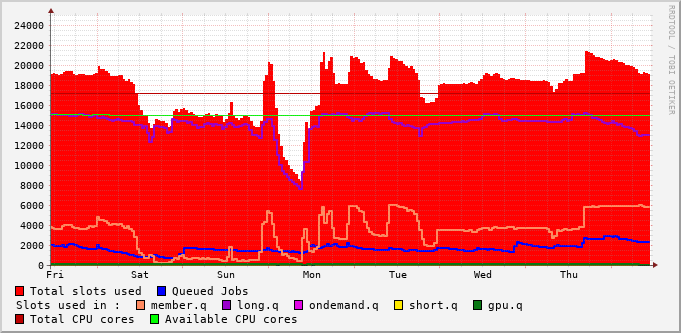 24000
22000
20000
18000
16000
14000
12000
10000
8000
6000
4000
2000
0
Fri Sat Sun Mon Tue Wed Thu
RRDTOOL / TOBI OETIKER
Total slots used Queued Jobs
Slots used in : member.q long.q ondemand.q short.q gpu.q
Total CPU cores Available CPU cores